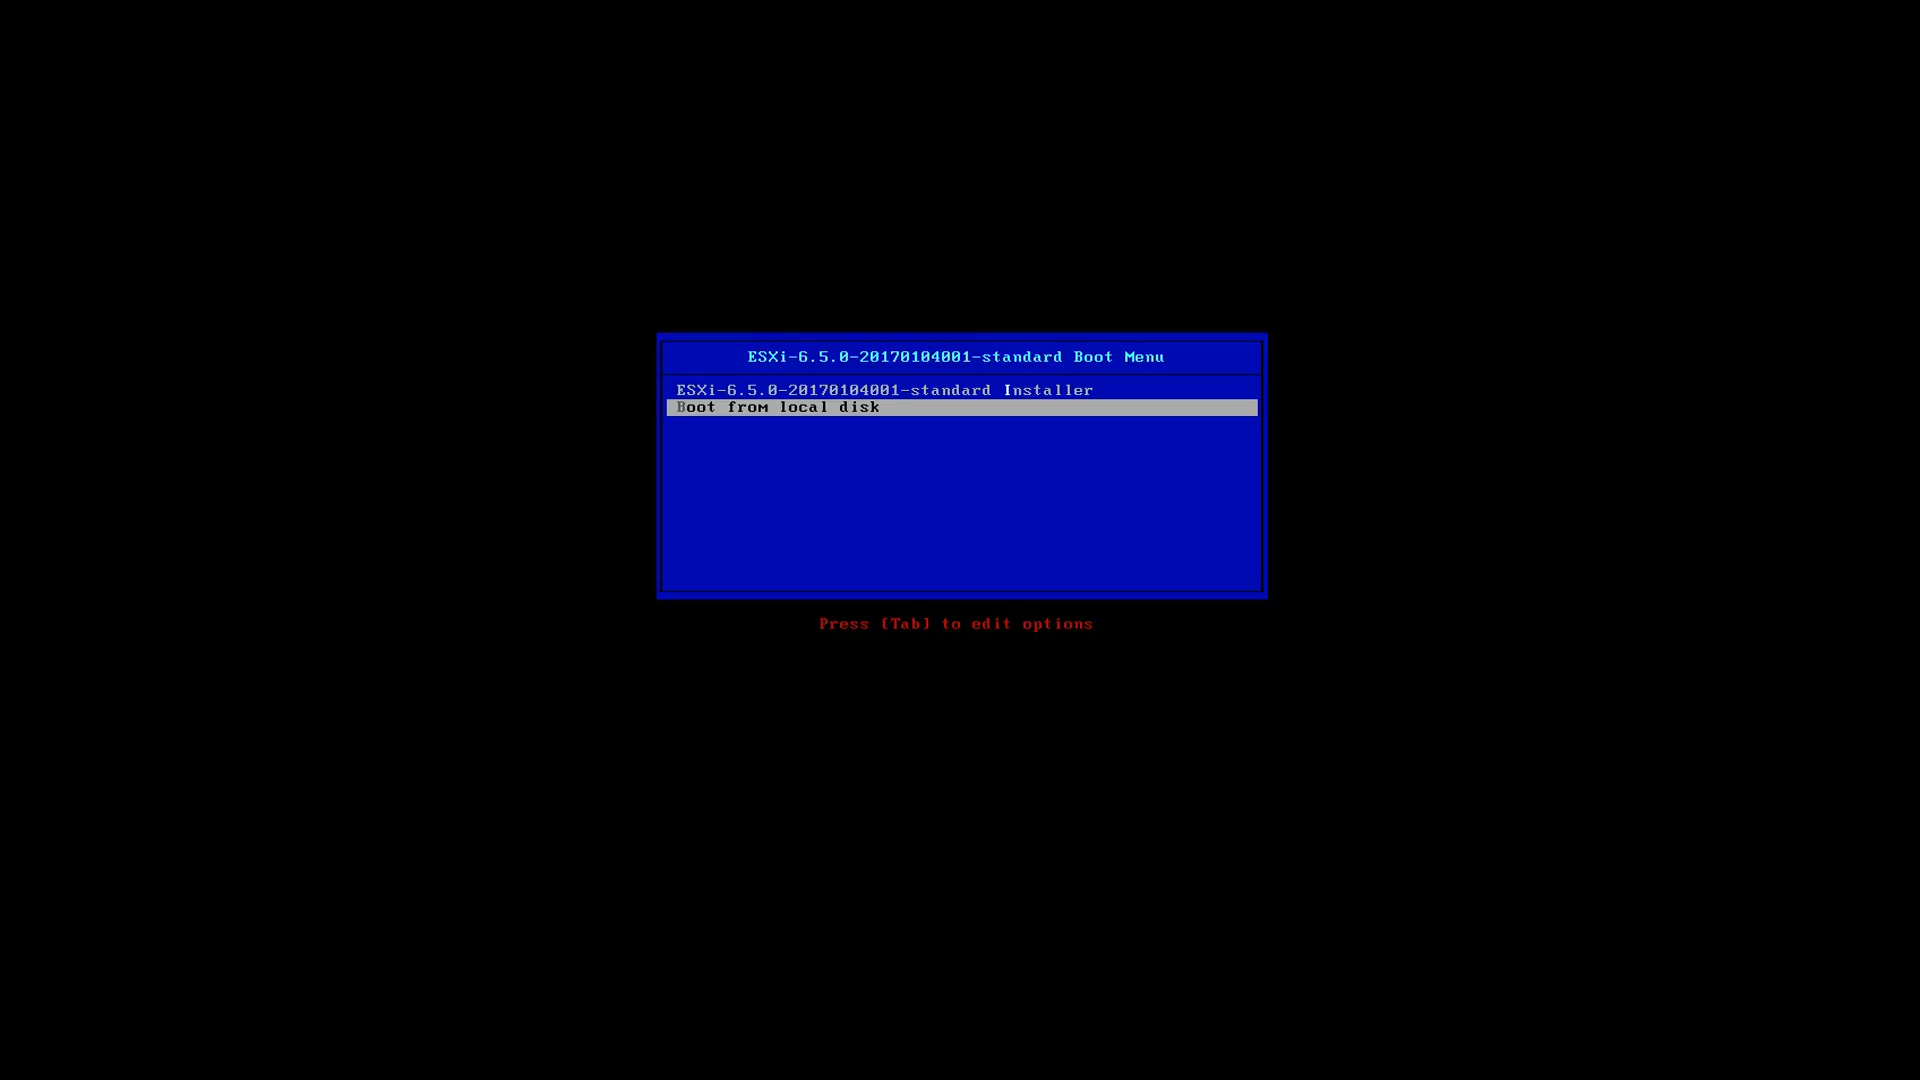 ESXi-6.5.0-20170104001-standard Boot Menu
ESXi-6.5.0-20170104001-standard Installer
Boot from local disk
Press [Tab] to edit options